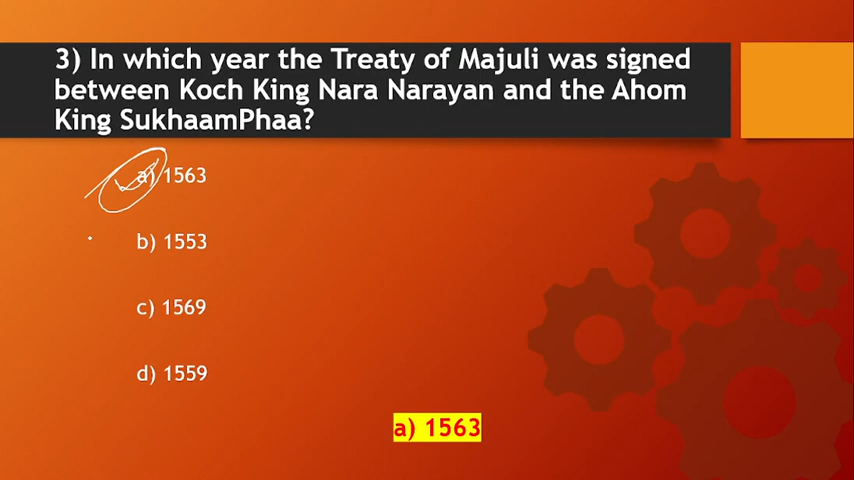 3) In which year the Treaty of Majuli was signed
between Koch King Nara Narayan and the Ahom
King SukhaamPhaa?
a) 1563
b) 1553
c) 1569
d) 1559
a) 1563